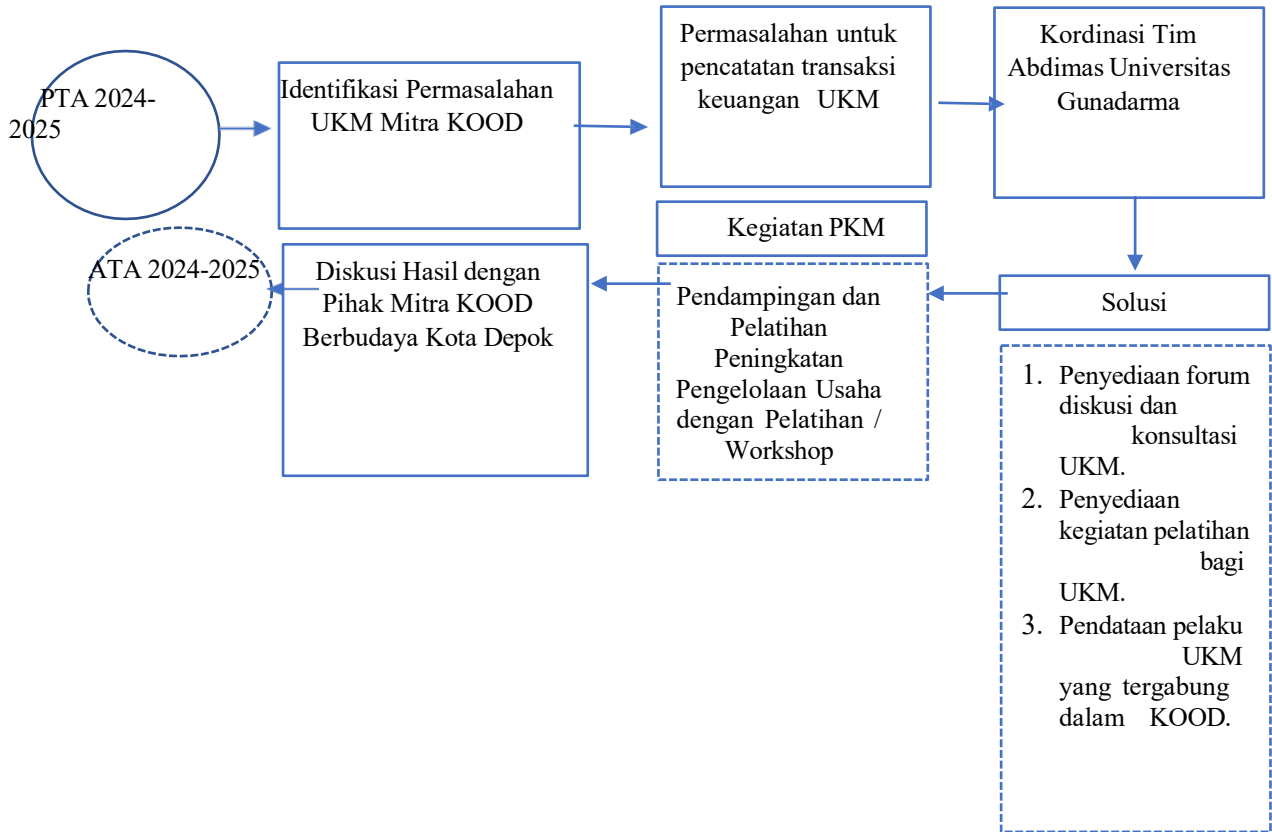 PTA 2024-
2025
Identifikasi Permasalahan
UKM Mitra KOOD
Permasalahan untuk
pencatatan transaksi
keuangan UKM
Kordinasi Tim
Abdimas Universitas
Gunadarma
Solusi
1. Penyediaan forum
diskusi dan
konsultasi
UKM.
2. Penyediaan
kegiatan pelatihan
bagi
UKM.
3. Pendataan pelaku
UKM
yang tergabung
dalam KOOD.
Kegiatan PKM
Pendampingan dan
Pelatihan
Peningkatan
Pengelolaan Usaha
dengan Pelatihan /
Workshop
Diskusi Hasil dengan
Pihak Mitra KOOD
Berbudaya Kota Depok
ATA 2024-2025